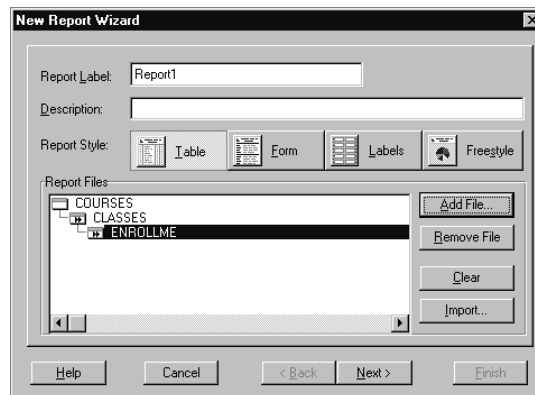 New Report Wizard
Report Label: Report1
Description:
Report Style: Table Form Labels Freestyle
Report Files
COURSES
CLASSES
ENROLLME
Add File...
Remove File
Clear
Import...
Help Cancel < Back Next > Finish